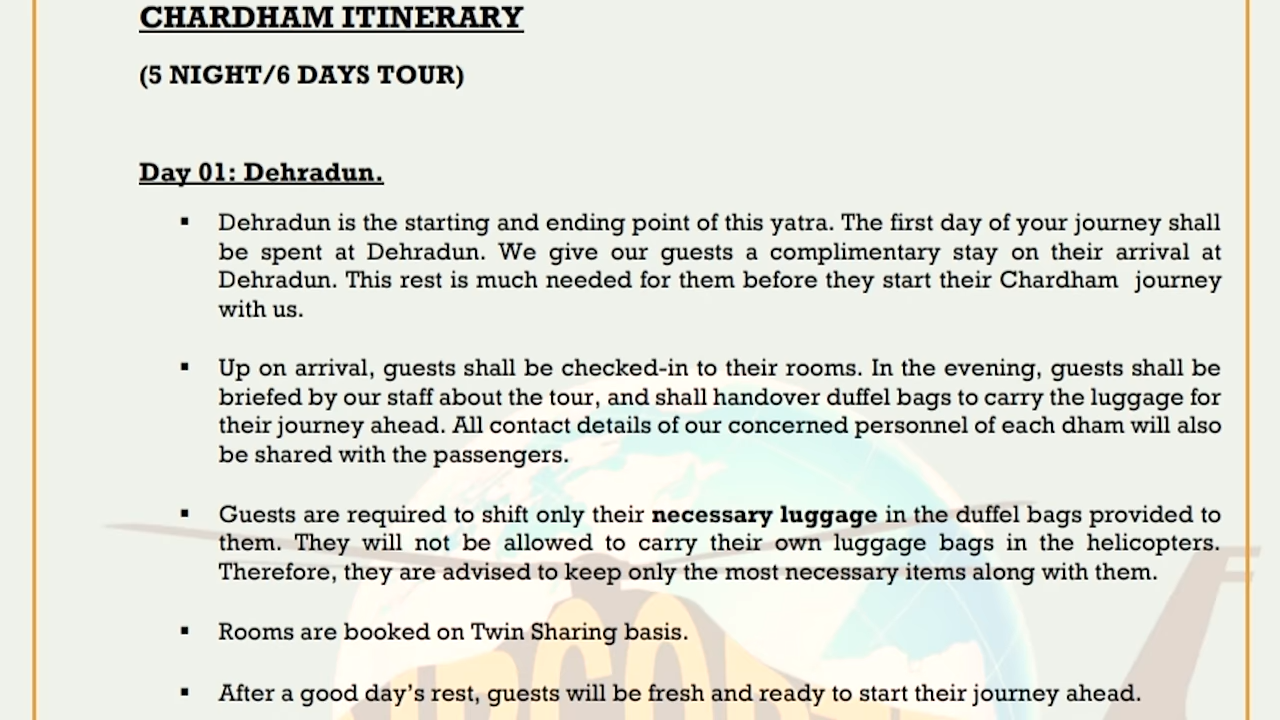 CHARDHAM ITINERARY
(5 NIGHT/6 DAYS TOUR)
Day 01: Dehradun.
▪ Dehradun is the starting and ending point of this yatra. The first day of your journey shall
be spent at Dehradun. We give our guests a complimentary stay on their arrival at
Dehradun. This rest is much needed for them before they start their Chardham journey
with us.
▪ Up on arrival, guests shall be checked-in to their rooms. In the evening, guests shall be
briefed by our staff about the tour, and shall handover duffel bags to carry the luggage for
their journey ahead. All contact details of our concerned personnel of each dham will also
be shared with the passengers.
▪ Guests are required to shift only their necessary luggage in the duffel bags provided to
them. They will not be allowed to carry their own luggage bags in the helicopters.
Therefore, they are advised to keep only the most necessary items along with them.
▪ Rooms are booked on Twin Sharing basis.
▪ After a good day's rest, guests will be fresh and ready to start their journey ahead.